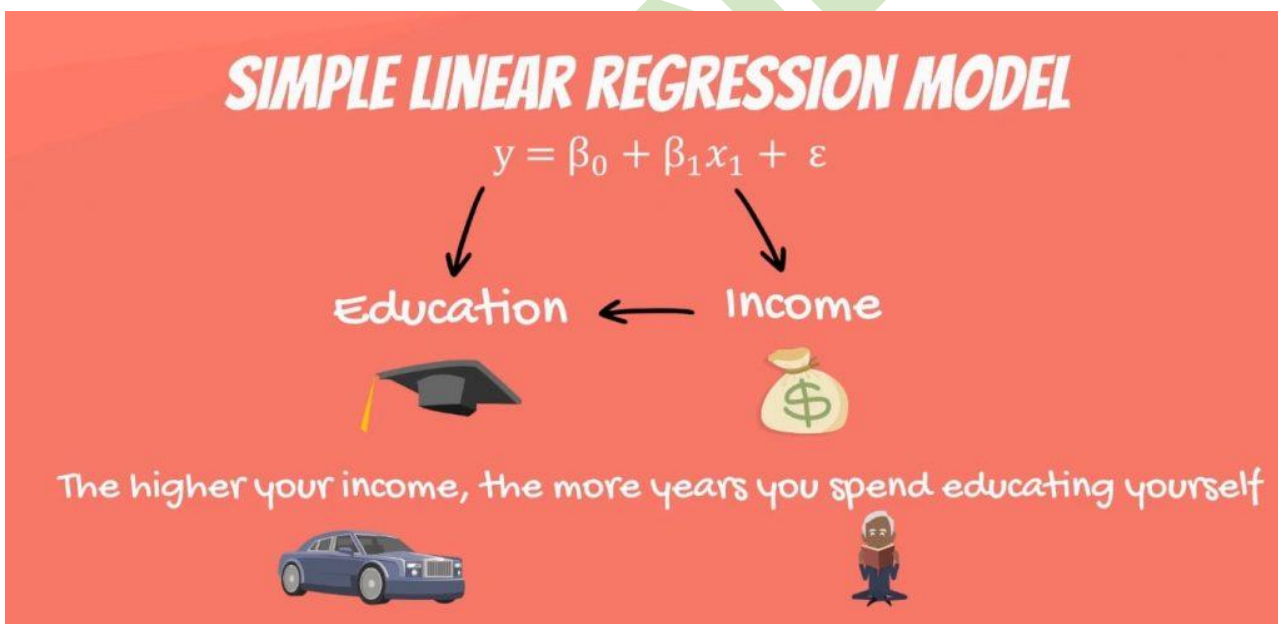 SIMPLE LINEAR REGRESSION MODEL
y = β₀ + β₁x₁ + ε
Education Income
$
The higher your income, the more years you spend educating yourself